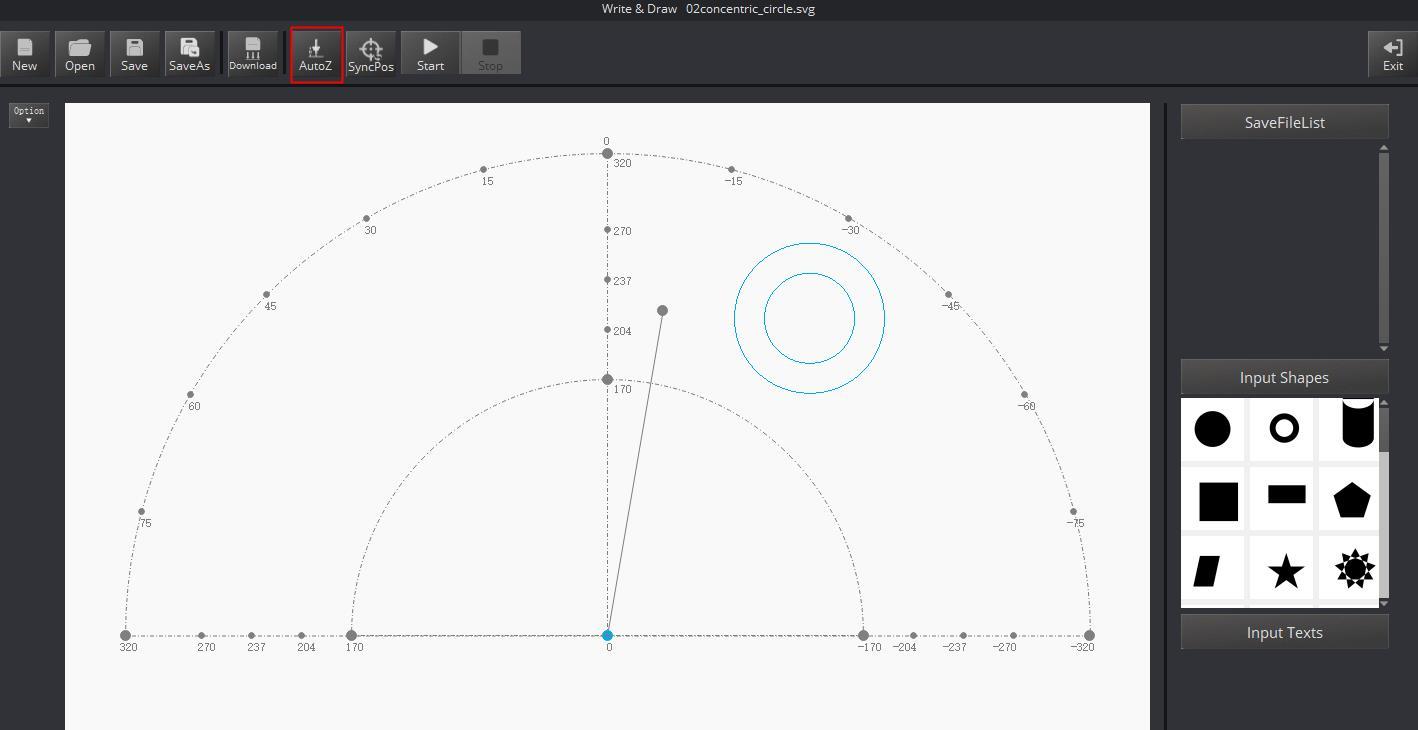 Write & Draw 02concentric_circle.svg
New
Open
Save
SaveAs
Download
AutoZ
SyncPos
Start
Stop
Exit
Option
SaveFileList
0
320
15
-15
30
-30
270
45
-45
237
204
170
60
-60
75
-75
320
270
237
204
170
0
-170
-204
-237
-270
-320
Input Shapes
Input Texts